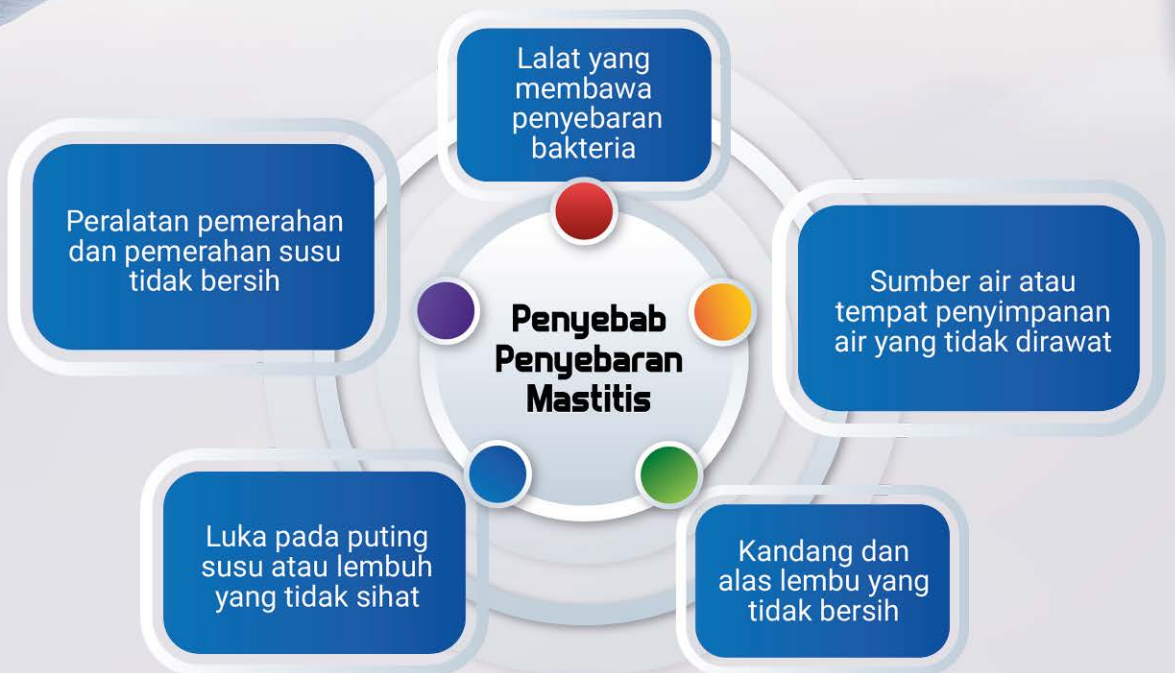 Penyebab
Penyebaran
Mastitis
Lalat yang
membawa
penyebaran
bakteria
Sumber air atau
tempat penyimpanan
air yang tidak dirawat
Kandang dan
alas lembu yang
tidak bersih
Luka pada puting
susu atau lembuh
yang tidak sihat
Peralatan pemerahan
dan pemerahan susu
tidak bersih